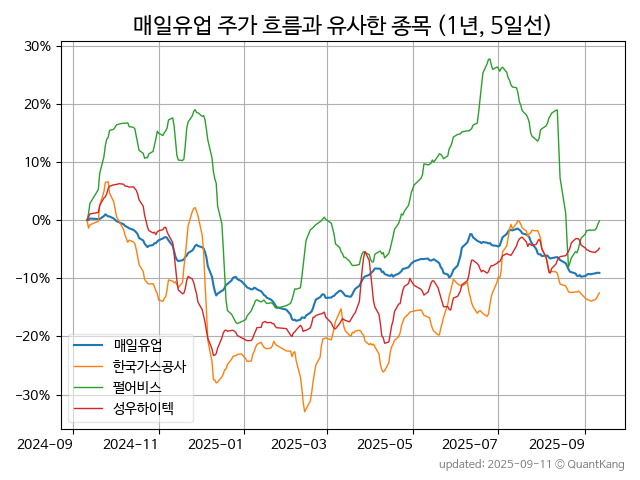 매일유업 주가 흐름과 유사한 종목 (1년, 5일선)
30%
20%
10%
0%
−10%
−20%
−30%
매일유업
한국가스공사
펄어비스
성우하이텍
2024-09 2024-11 2025-01 2025-03 2025-05 2025-07 2025-09
updated: 2025-09-11 © QuantKang